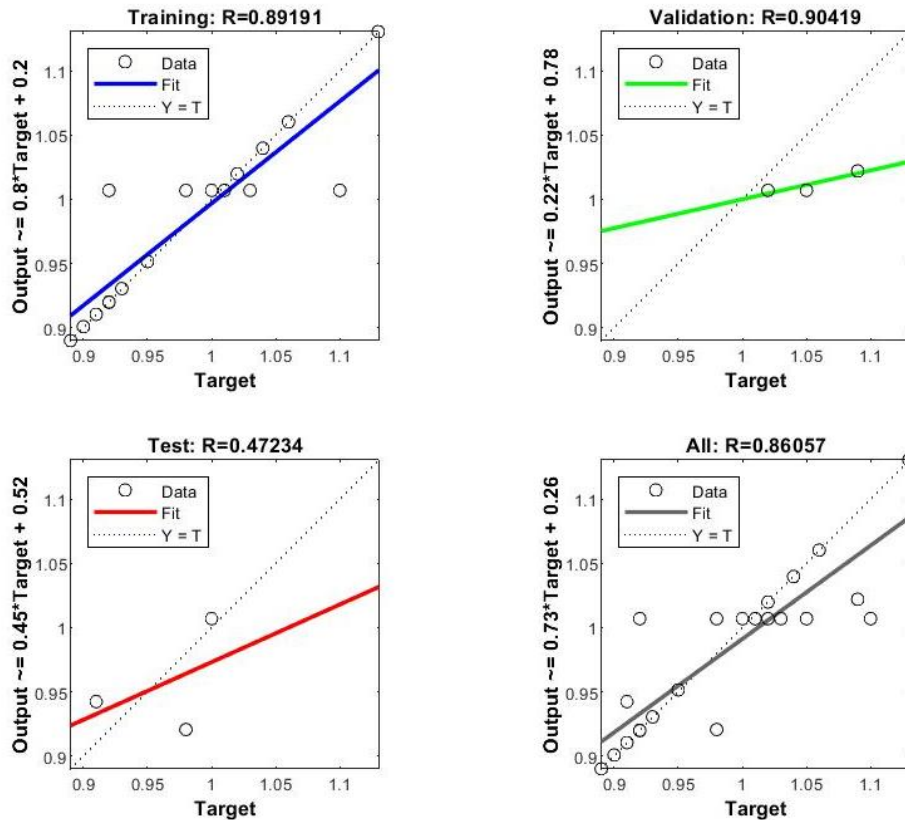 Training: R=0.89191
Output ~= 0.8*Target + 0.2
Data
Fit
Y = T
1.1
1.05
1
0.95
0.9
0.9 0.95 1 1.05 1.1
Target
Validation: R=0.90419
Output ~= 0.22*Target + 0.78
Data
Fit
Y = T
1.1
1.05
1
0.95
0.9
0.9 0.95 1 1.05 1.1
Target
Test: R=0.47234
Output ~= 0.45*Target + 0.52
Data
Fit
Y = T
1.1
1.05
1
0.95
0.9
0.9 0.95 1 1.05 1.1
Target
All: R=0.86057
Output ~= 0.73*Target + 0.26
Data
Fit
Y = T
1.1
1.05
1
0.95
0.9
0.9 0.95 1 1.05 1.1
Target